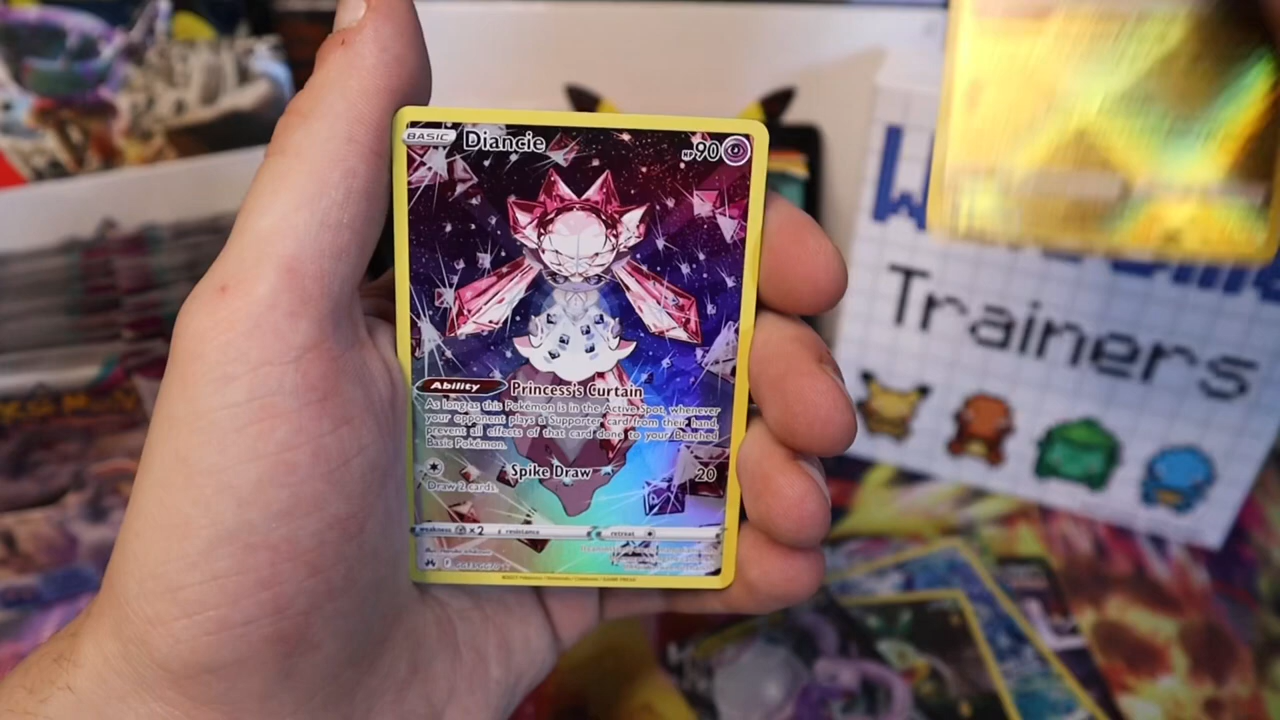 BASIC Diancie HP 90
Ability Princess's Curtain
As long as this Pokémon is in the Active Spot, whenever
your opponent plays a Supporter card from their hand,
prevent all effects of that card done to your Benched
Basic Pokémon.
Spike Draw 20
Draw 2 cards.
weakness ×2 resistance retreat
Trainers